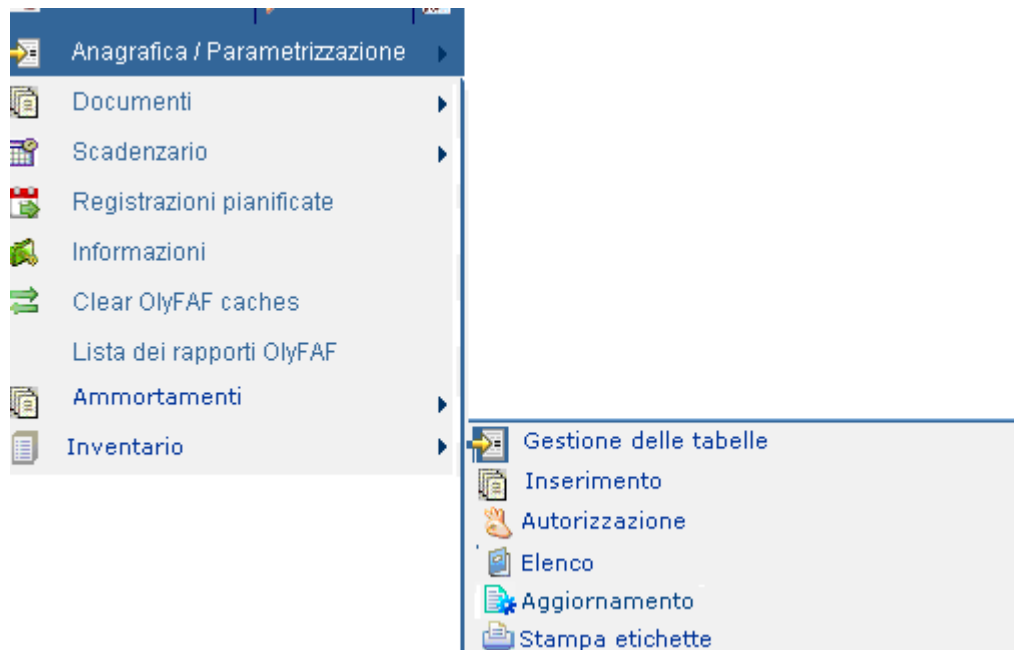 Anagrafica / Parametrizzazione
Documenti
Scadenzario
Registrazioni pianificate
Informazioni
Clear OlyFAF caches
Lista dei rapporti OlyFAF
Ammortamenti
Inventario
Gestione delle tabelle
Inserimento
Autorizzazione
Elenco
Aggiornamento
Stampa etichette